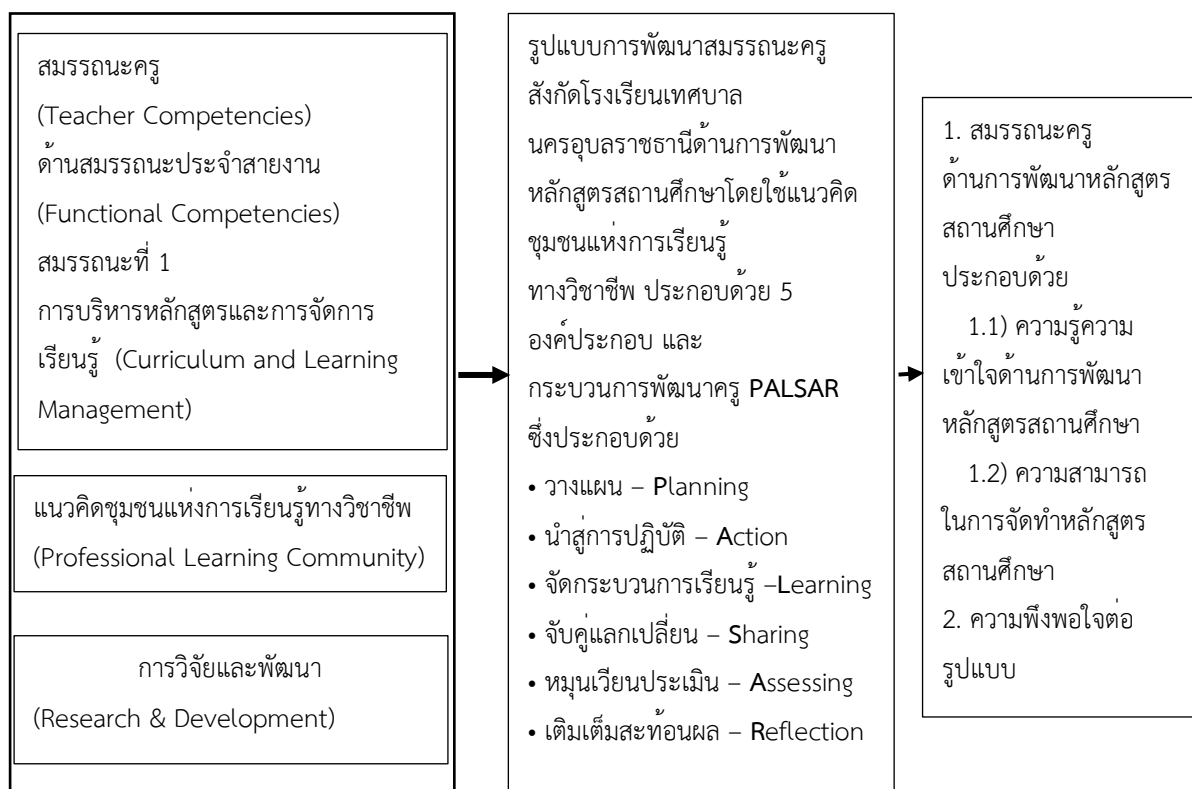 สมรรถนะครู
(Teacher Competencies)
ด้านสมรรถนะประจำสายงาน
(Functional Competencies)
สมรรถนะที่ 1
การบริหารหลักสูตรและการจัดการ
เรียนรู้ (Curriculum and Learning
Management)
แนวคิดชุมชนแห่งการเรียนรู้ทางวิชาชีพ
(Professional Learning Community)
การวิจัยและพัฒนา
(Research & Development)
รูปแบบการพัฒนาสมรรถนะครู
สังกัดโรงเรียนเทศบาล
นครอุบลราชธานีด้านการพัฒนา
หลักสูตรสถานศึกษาโดยใช้แนวคิด
ชุมชนแห่งการเรียนรู้
ทางวิชาชีพ ประกอบด้วย 5
องค์ประกอบ และ
กระบวนการพัฒนาครู PALSAR
ซึ่งประกอบด้วย
• วางแผน – Planning
• นำสู่การปฏิบัติ – Action
• จัดกระบวนการเรียนรู้ –Learning
• จับคู่แลกเปลี่ยน – Sharing
• หมุนเวียนประเมิน – Assessing
• เติมเต็มสะท้อนผล – Reflection
1. สมรรถนะครู
ด้านการพัฒนาหลักสูตร
สถานศึกษา
ประกอบด้วย
1.1) ความรู้ความ
เข้าใจด้านการพัฒนา
หลักสูตรสถานศึกษา
1.2) ความสามารถ
ในการจัดทำหลักสูตร
สถานศึกษา
2. ความพึงพอใจต่อ
รูปแบบ